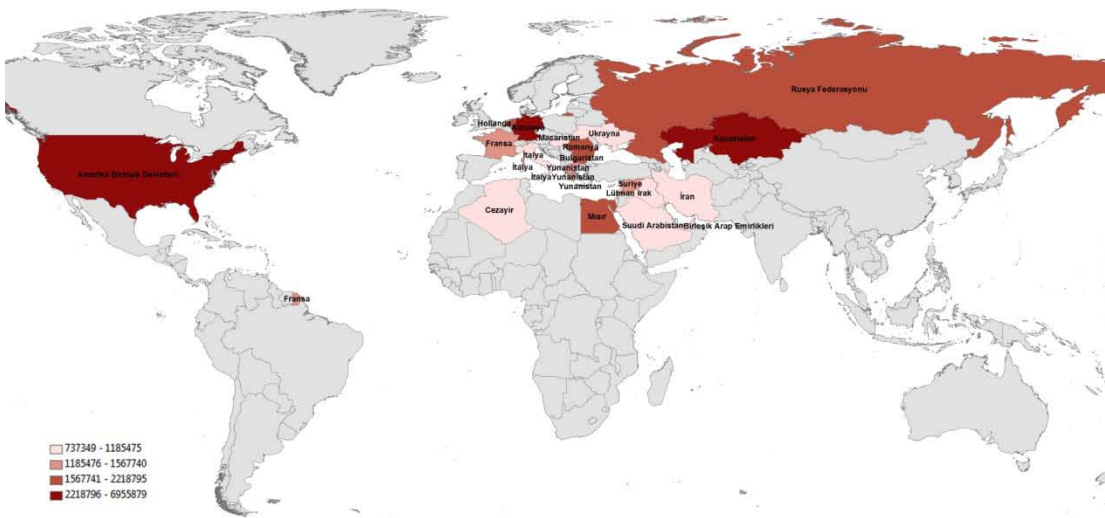 Rusya Federasyonu
Hollanda
Almanya
Ukrayna
Macaristan
Kazakistan
Fransa
Romanya
İtalya
Bulgaristan
İtalya
Yunanistan
İtalya
Yunanistan
Yunanistan
Amerika Birleşik Devletleri
Suriye
Lübnan
Irak
İran
Cezayir
Mısır
Suudi Arabistan
Birleşik Arap Emirlikleri
Fransa
737349 - 1185475
1185476 - 1567740
1567741 - 2218795
2218796 - 6955879